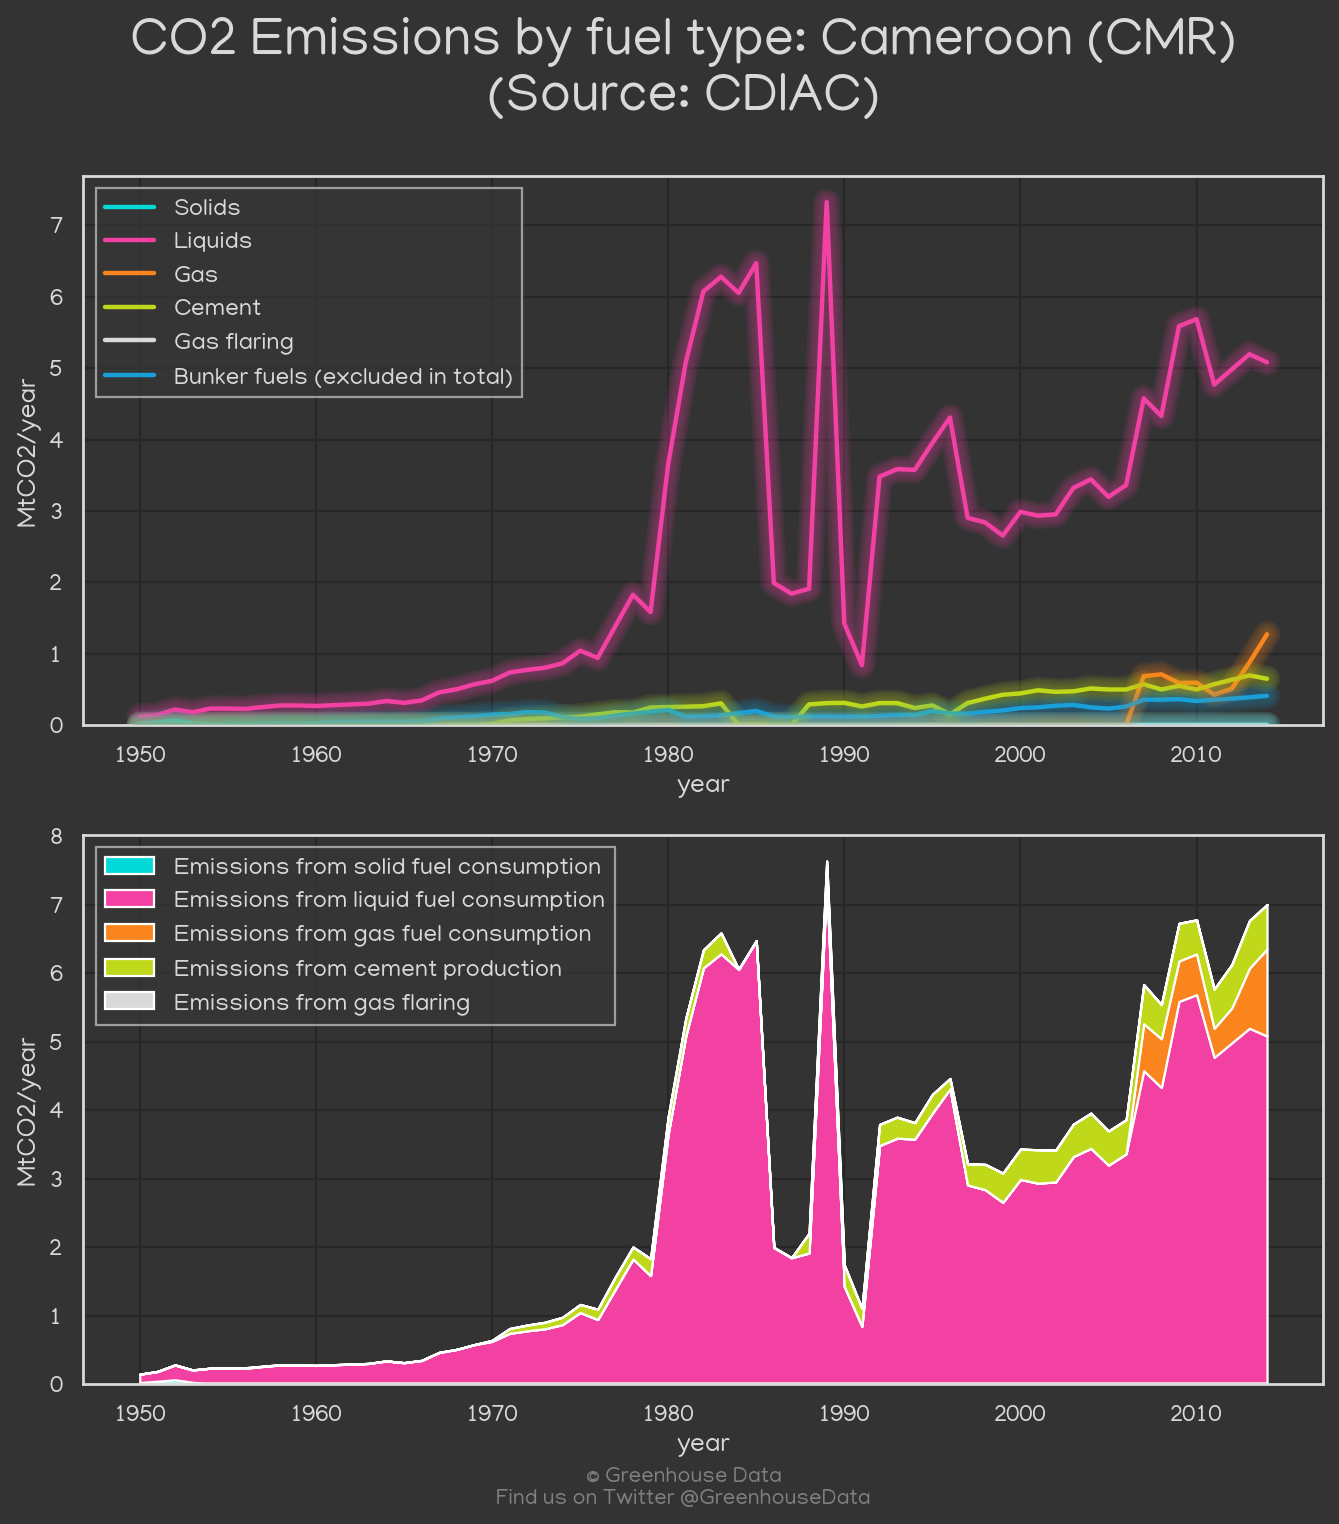 CO2 Emissions by fuel type: Cameroon (CMR)
(Source: CDIAC)
Solids
Liquids
Gas
Cement
Gas flaring
Bunker fuels (excluded in total)
MtCO2/year
7
6
5
4
3
2
1
0
1950 1960 1970 1980 1990 2000 2010
year
Emissions from solid fuel consumption
Emissions from liquid fuel consumption
Emissions from gas fuel consumption
Emissions from cement production
Emissions from gas flaring
MtCO2/year
8
7
6
5
4
3
2
1
0
1950 1960 1970 1980 1990 2000 2010
year
© Greenhouse Data
Find us on Twitter @GreenhouseData